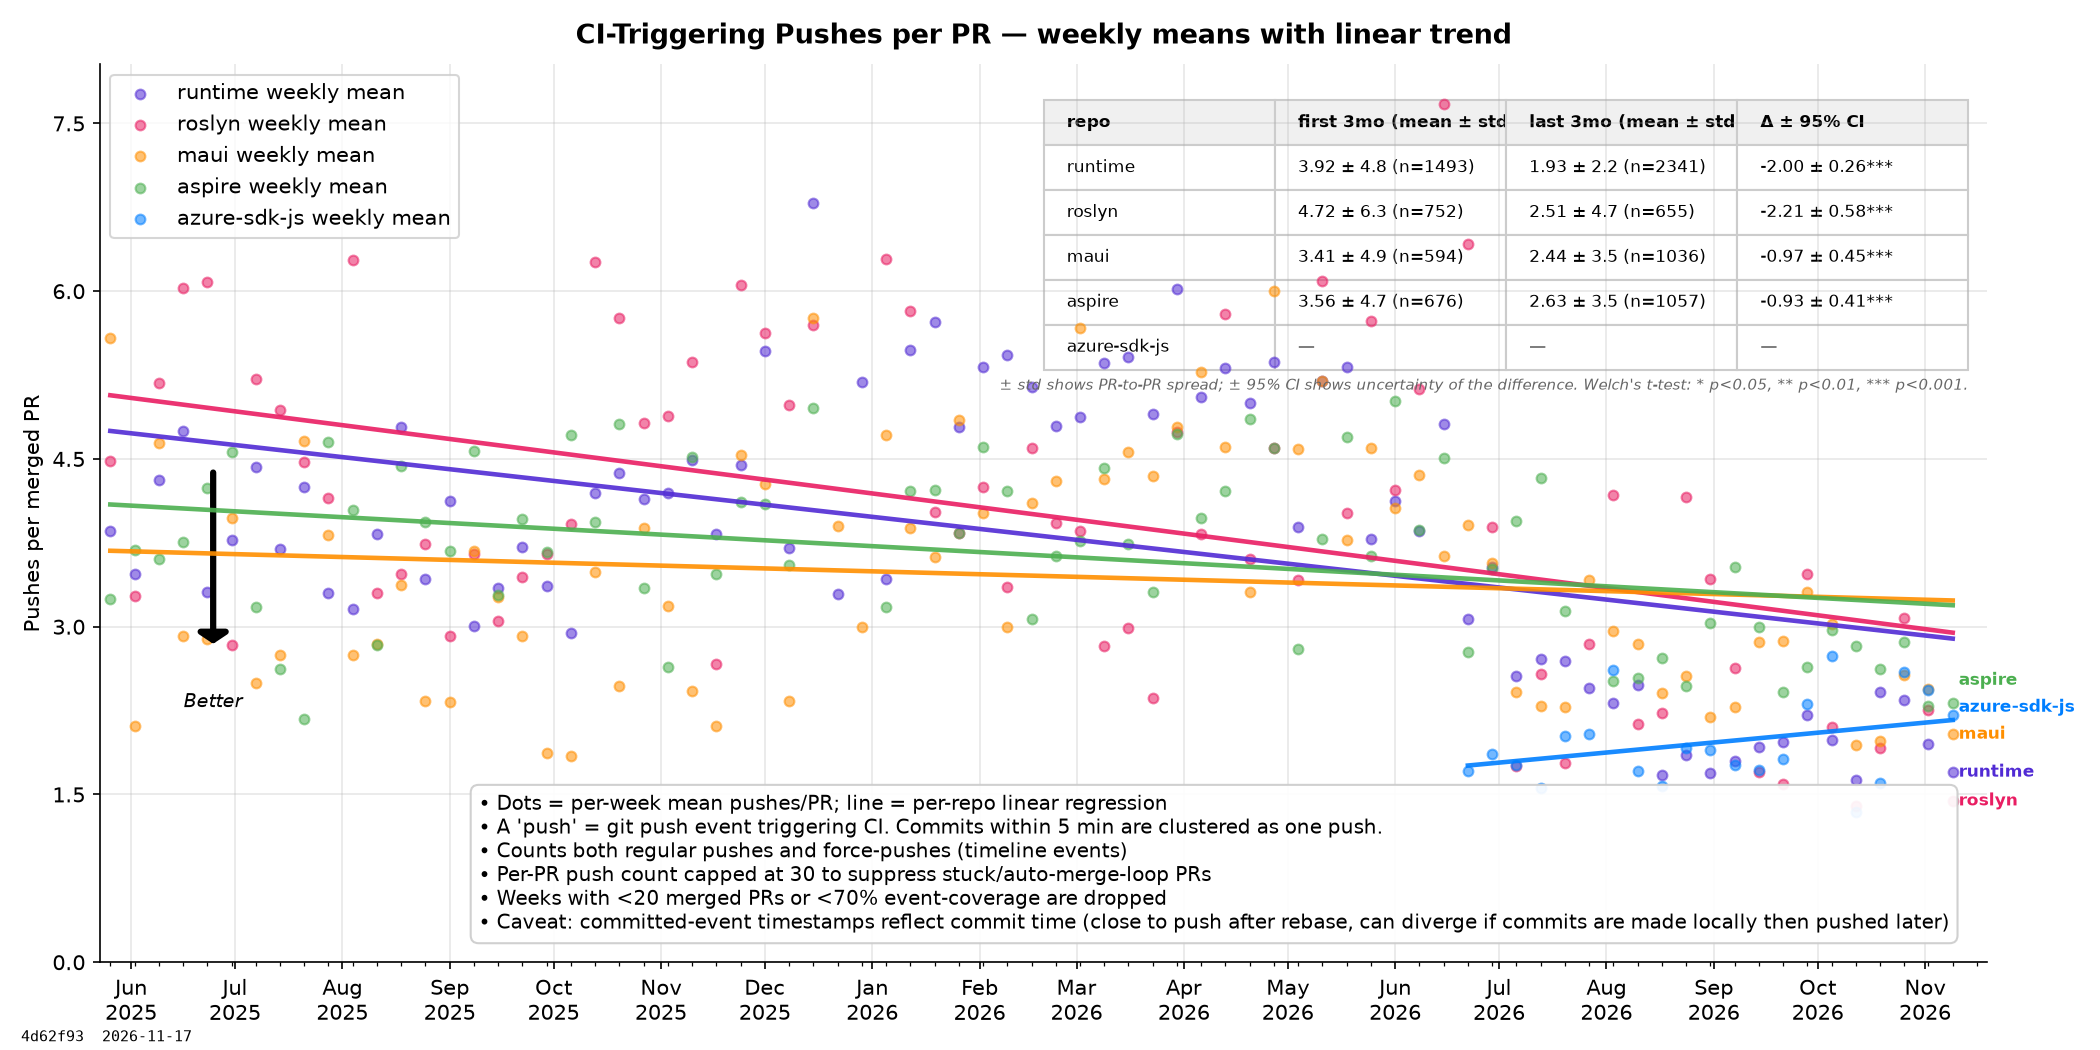 CI-Triggering Pushes per PR — weekly means with linear trend
runtime weekly mean
roslyn weekly mean
maui weekly mean
aspire weekly mean
azure-sdk-js weekly mean
repo first 3mo (mean ± std last 3mo (mean ± std Δ ± 95% CI
runtime 3.92 ± 4.8 (n=1493) 1.93 ± 2.2 (n=2341) -2.00 ± 0.26***
roslyn 4.72 ± 6.3 (n=752) 2.51 ± 4.7 (n=655) -2.21 ± 0.58***
maui 3.41 ± 4.9 (n=594) 2.44 ± 3.5 (n=1036) -0.97 ± 0.45***
aspire 3.56 ± 4.7 (n=676) 2.63 ± 3.5 (n=1057) -0.93 ± 0.41***
azure-sdk-js — — —
± std shows PR-to-PR spread; ± 95% CI shows uncertainty of the difference. Welch's t-test: * p<0.05, ** p<0.01, *** p<0.001.
Pushes per merged PR
7.5
6.0
4.5
3.0
1.5
0.0
Better
aspire
azure-sdk-js
maui
runtime
roslyn
• Dots = per-week mean pushes/PR; line = per-repo linear regression
• A 'push' = git push event triggering CI. Commits within 5 min are clustered as one push.
• Counts both regular pushes and force-pushes (timeline events)
• Per-PR push count capped at 30 to suppress stuck/auto-merge-loop PRs
• Weeks with <20 merged PRs or <70% event-coverage are dropped
• Caveat: committed-event timestamps reflect commit time (close to push after rebase, can diverge if commits are made locally then pushed later)
Jun Jul Aug Sep Oct Nov Dec Jan Feb Mar Apr May Jun Jul Aug Sep Oct Nov
2025 2025 2025 2025 2025 2025 2025 2026 2026 2026 2026 2026 2026 2026 2026 2026 2026 2026
4d62f93 2026-11-17